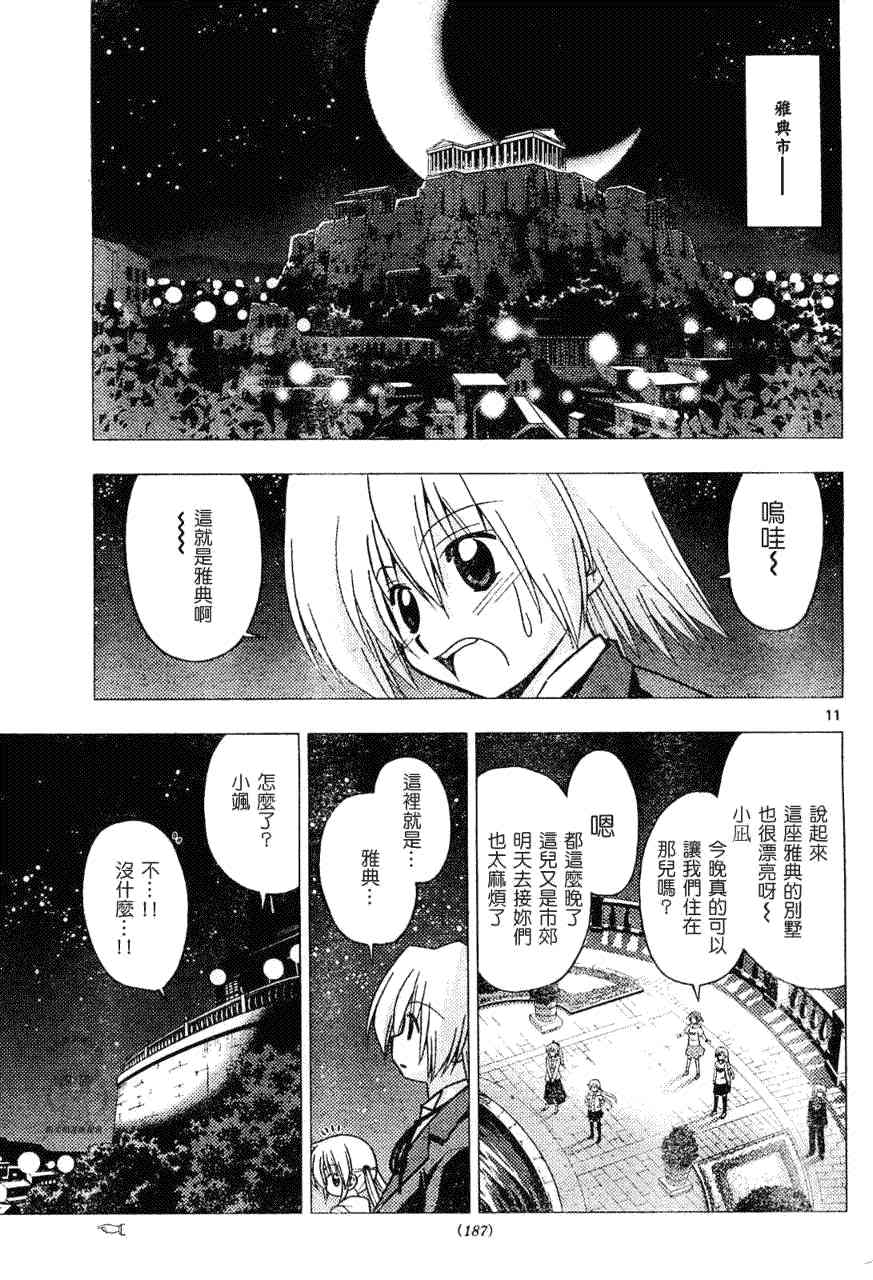 雅典市──
嗚哇~
這就是雅典啊
~~
11
說起來
這座雅典的別墅
也很漂亮呀~
小凪
今晚真的可以
讓我們住在
那兒嗎？
嗯
都這麼晚了
這兒又是市郊
明天去接妳們
也太麻煩了
這裡就是…
雅典…
怎麼了？
小颯
不…!!
沒什麼…!!
(187)